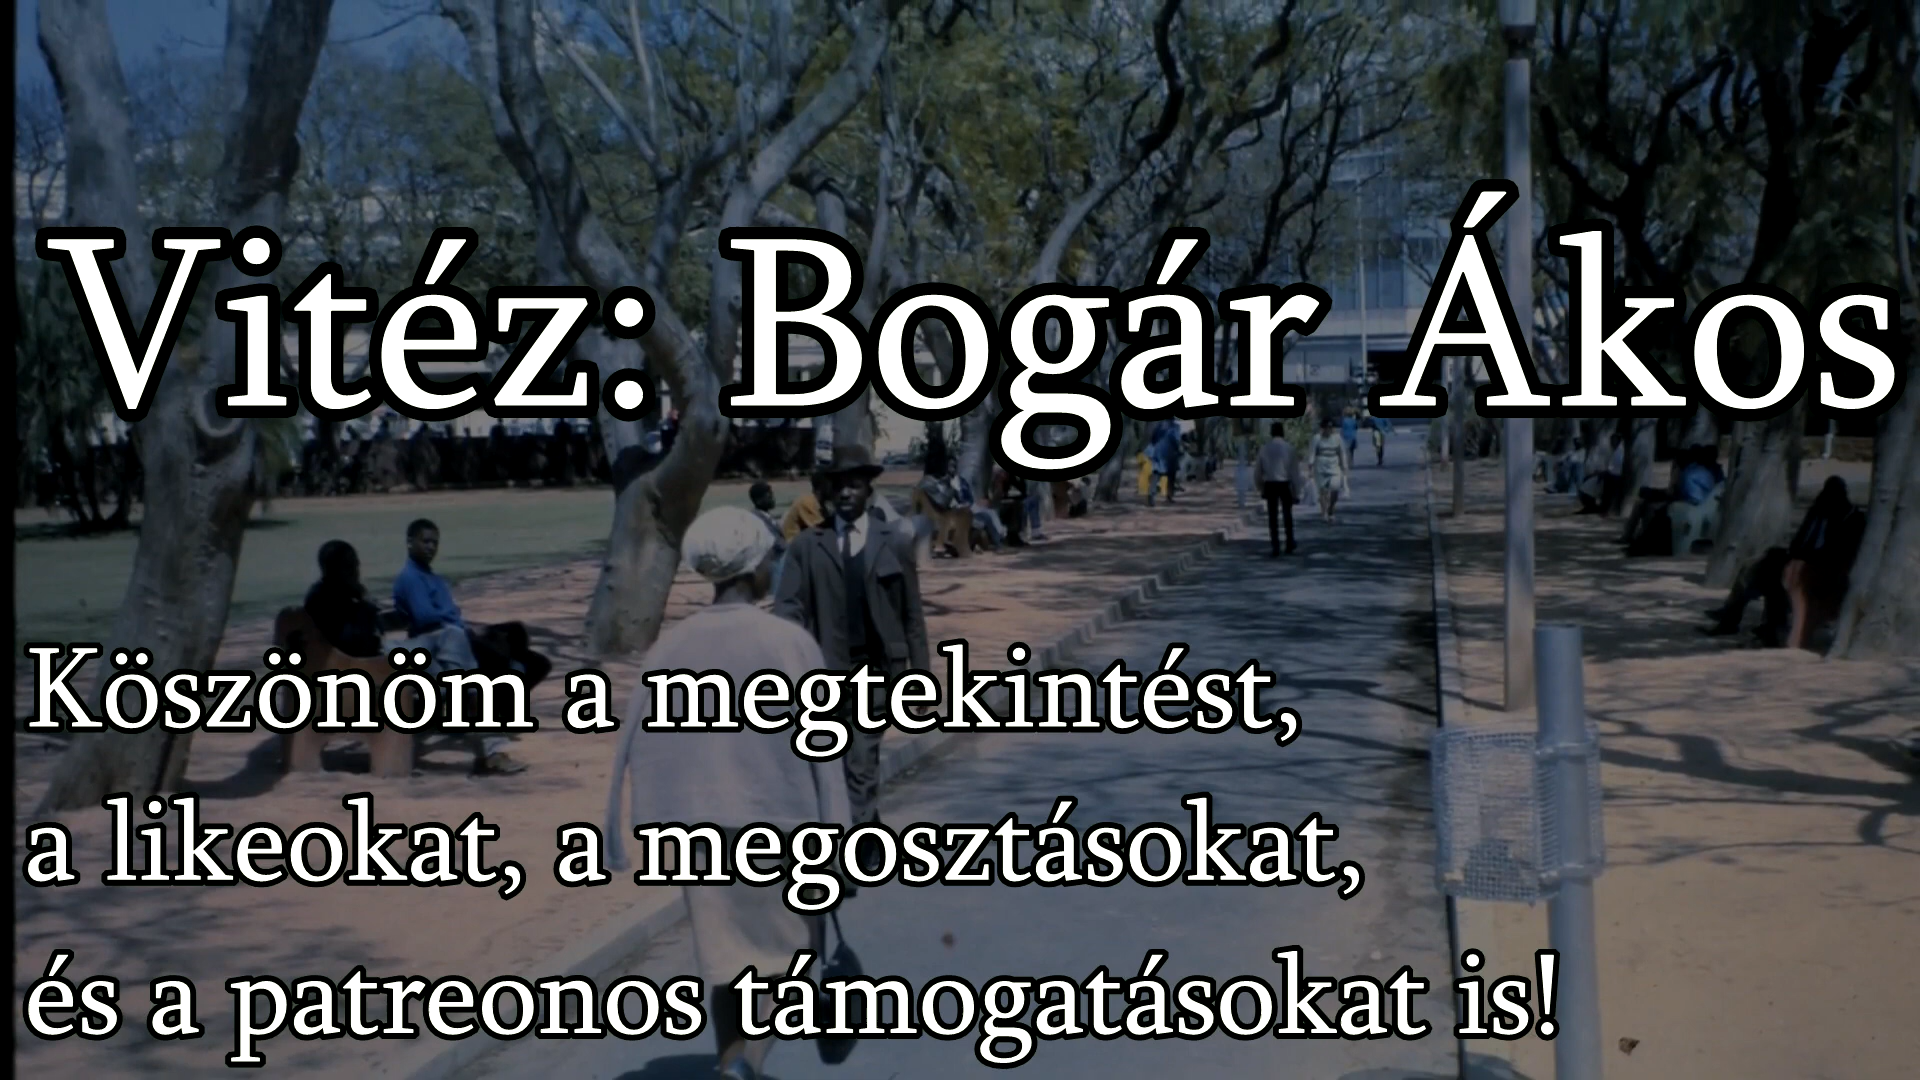 Vitéz: Bogár Ákos
Köszönöm a megtekintést,
a likeokat, a megosztásokat,
és a patreonos támogatásokat is!